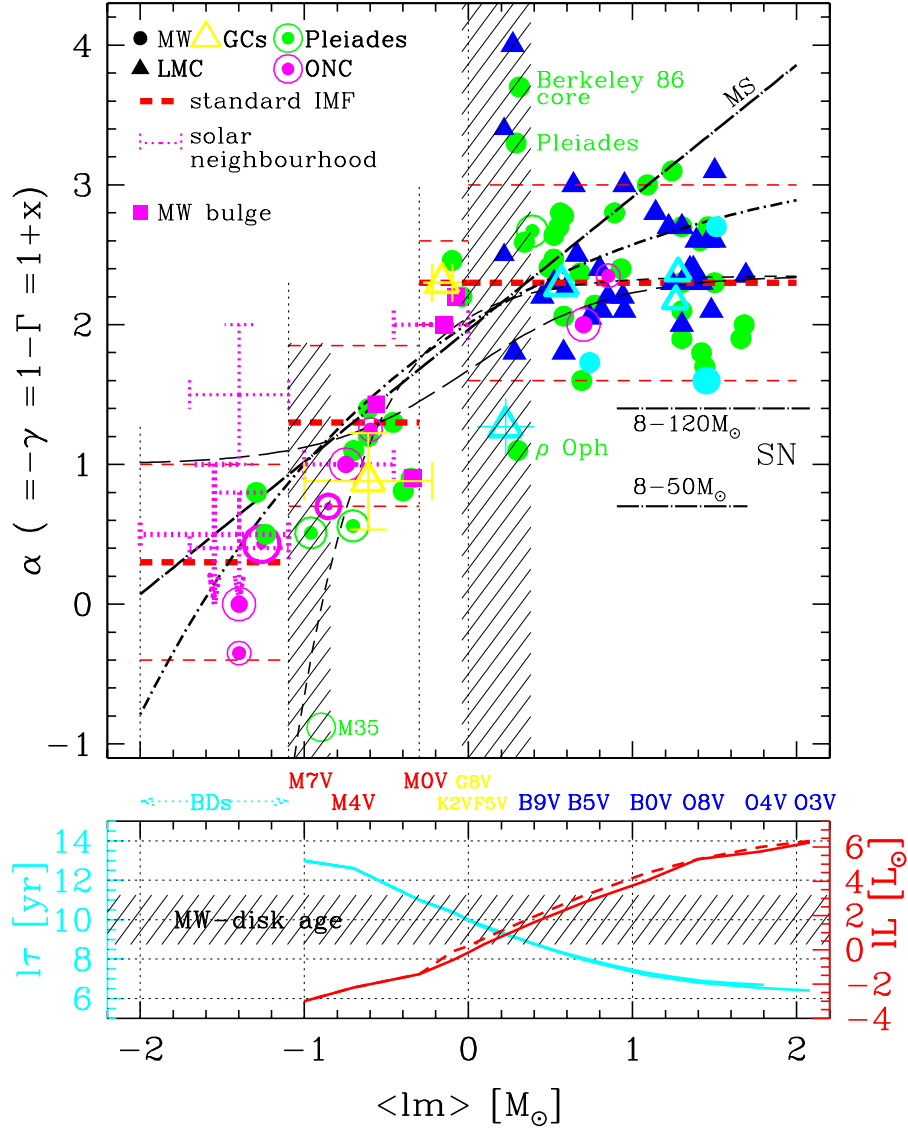 4
3
2
1
0
−1
α ( =−γ =1−Γ =1+x)
MW GCs Pleiades
LMC ONC
standard IMF
solar
neighbourhood
MW bulge
Berkeley 86
core
Pleiades
MS
ρ Oph
8−120M⊙
SN
8−50M⊙
M35
M7V M0V G8V
BDs M4V K2V F5V B9V B5V B0V O8V O4V O3V
14
12
10
8
6
lτ [yr]
MW−disk age
6
4
2
0
−2
−4
lL [L⊙]
−2 −1 0 1 2
<lm> [M⊙]